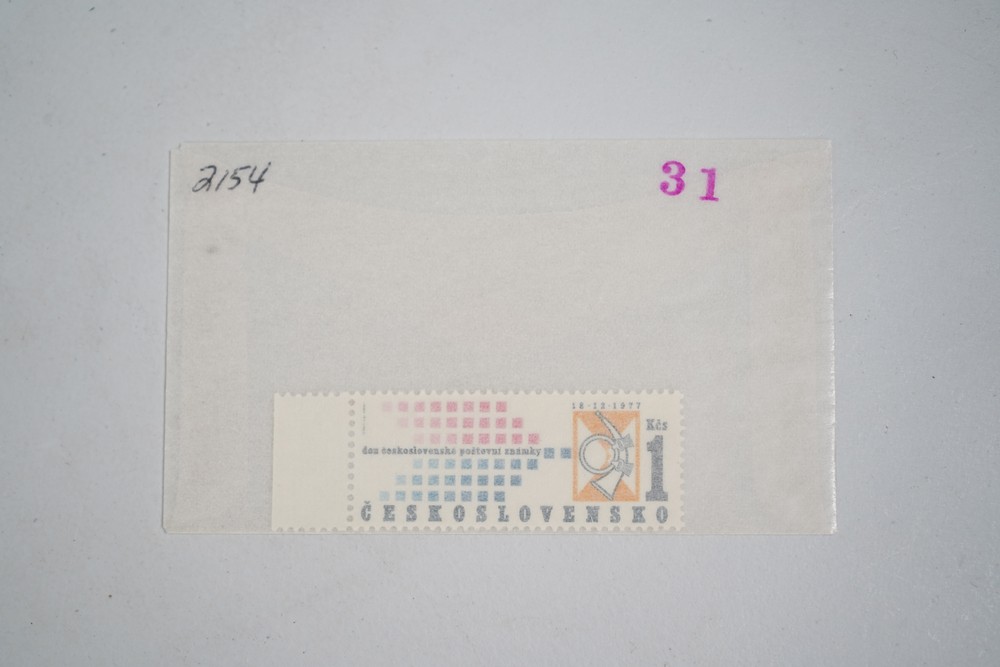 2154
31
18·12·1977
Kčs
1
den československé poštovní známky
ČESKOSLOVENSKO